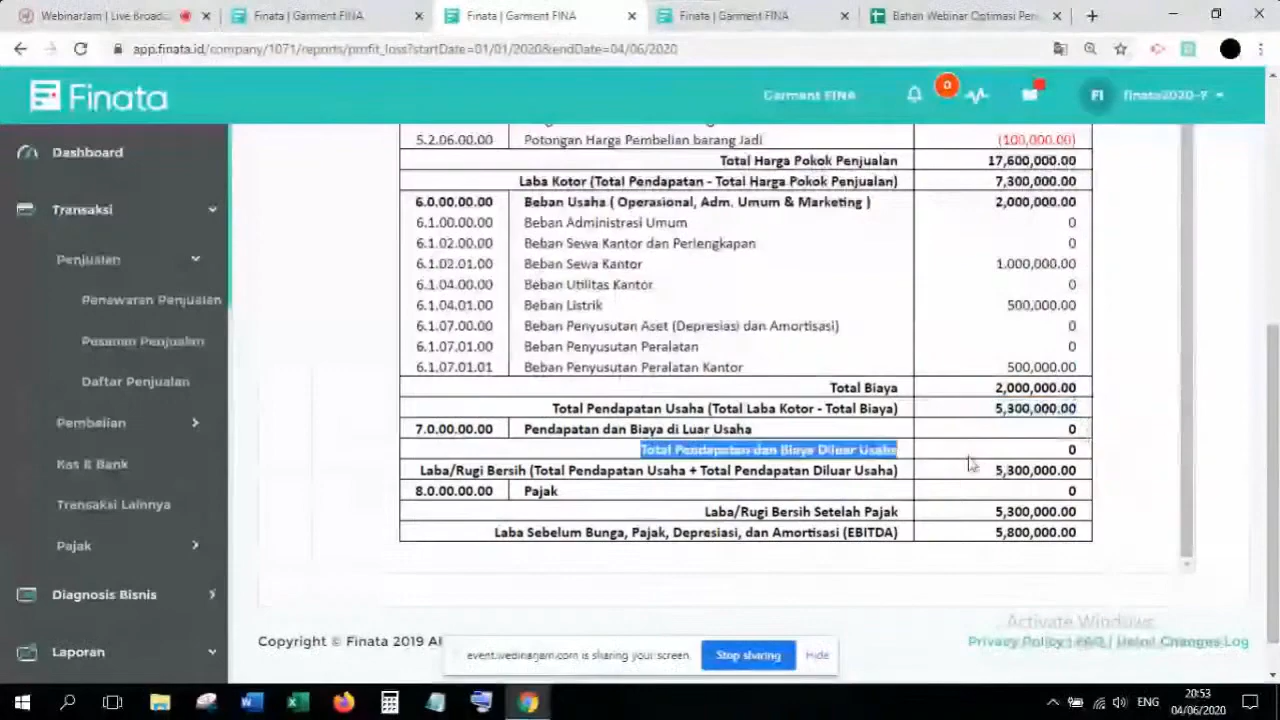 WebinarJam | Live Broadc
Finata | Garment FINA
Finata | Garment FINA
Finata | Garment FINA
Bahan Webinar Optimasi Pen
app.finata.id/company/1071/reports/profit_loss?startDate=01/01/2020&endDate=04/06/2020
Finata
Garment FINA
0
FI
finata2020-F
Dashboard
Transaksi
Penjualan
Penawaran Penjualan
Pesanan Penjualan
Daftar Penjualan
Pembelian
Kas & Bank
Transaksi Lainnya
Pajak
Diagnosis Bisnis
Laporan
5.2.06.00.00 Potongan Harga Pembelian barang Jadi (100,000.00)
Total Harga Pokok Penjualan 17,600,000.00
Laba Kotor (Total Pendapatan - Total Harga Pokok Penjualan) 7,300,000.00
6.0.00.00.00 Beban Usaha ( Operasional, Adm. Umum & Marketing ) 2,000,000.00
6.1.00.00.00 Beban Administrasi Umum 0
6.1.02.00.00 Beban Sewa Kantor dan Perlengkapan 0
6.1.02.01.00 Beban Sewa Kantor 1,000,000.00
6.1.04.00.00 Beban Utilitas Kantor 0
6.1.04.01.00 Beban Listrik 500,000.00
6.1.07.00.00 Beban Penyusutan Aset (Depresiasi dan Amortisasi) 0
6.1.07.01.00 Beban Penyusutan Peralatan 0
6.1.07.01.01 Beban Penyusutan Peralatan Kantor 500,000.00
Total Biaya 2,000,000.00
Total Pendapatan Usaha (Total Laba Kotor - Total Biaya) 5,300,000.00
7.0.00.00.00 Pendapatan dan Biaya di Luar Usaha 0
Total Pendapatan dan Biaya Diluar Usaha 0
Laba/Rugi Bersih (Total Pendapatan Usaha + Total Pendapatan Diluar Usaha) 5,300,000.00
8.0.00.00.00 Pajak 0
Laba/Rugi Bersih Setelah Pajak 5,300,000.00
Laba Sebelum Bunga, Pajak, Depresiasi, dan Amortisasi (EBITDA) 5,800,000.00
Activate Windows
Copyright © Finata 2019 Al
Privacy Policy | FAQ | Help | Changes Log
event.webinarjam.com is sharing your screen.
Stop sharing
Hide
ENG
20:53
04/06/2020